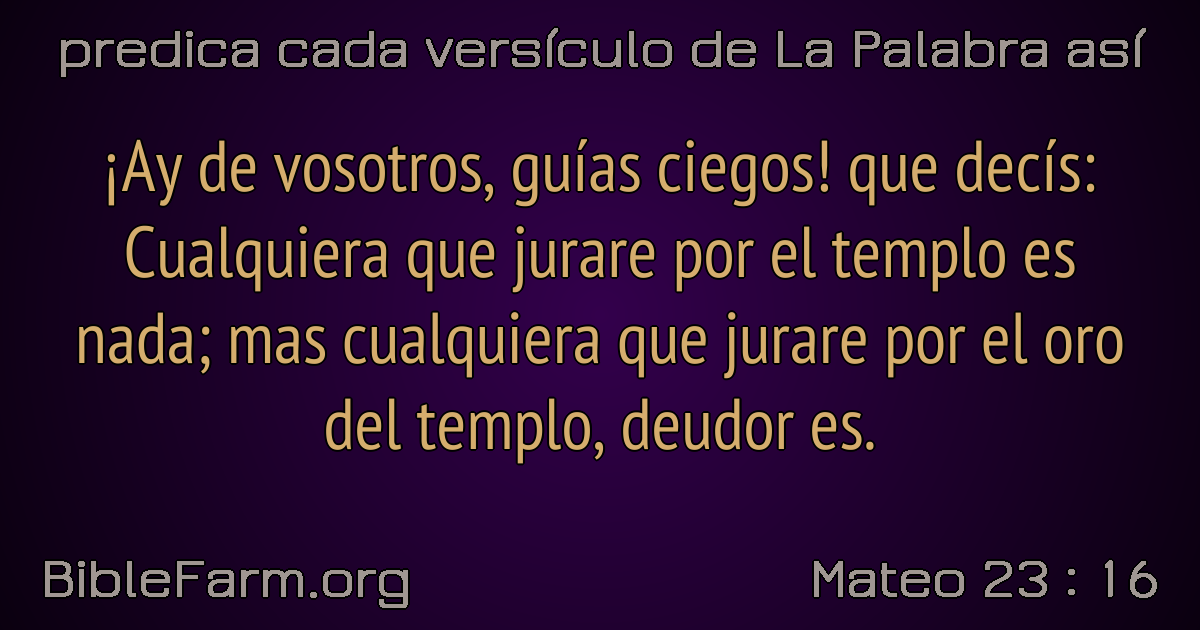 predica cada versículo de La Palabra así
¡Ay de vosotros, guías ciegos! que decís:
Cualquiera que jurare por el templo es
nada; mas cualquiera que jurare por el oro
del templo, deudor es.
BibleFarm.org
Mateo 23 : 16